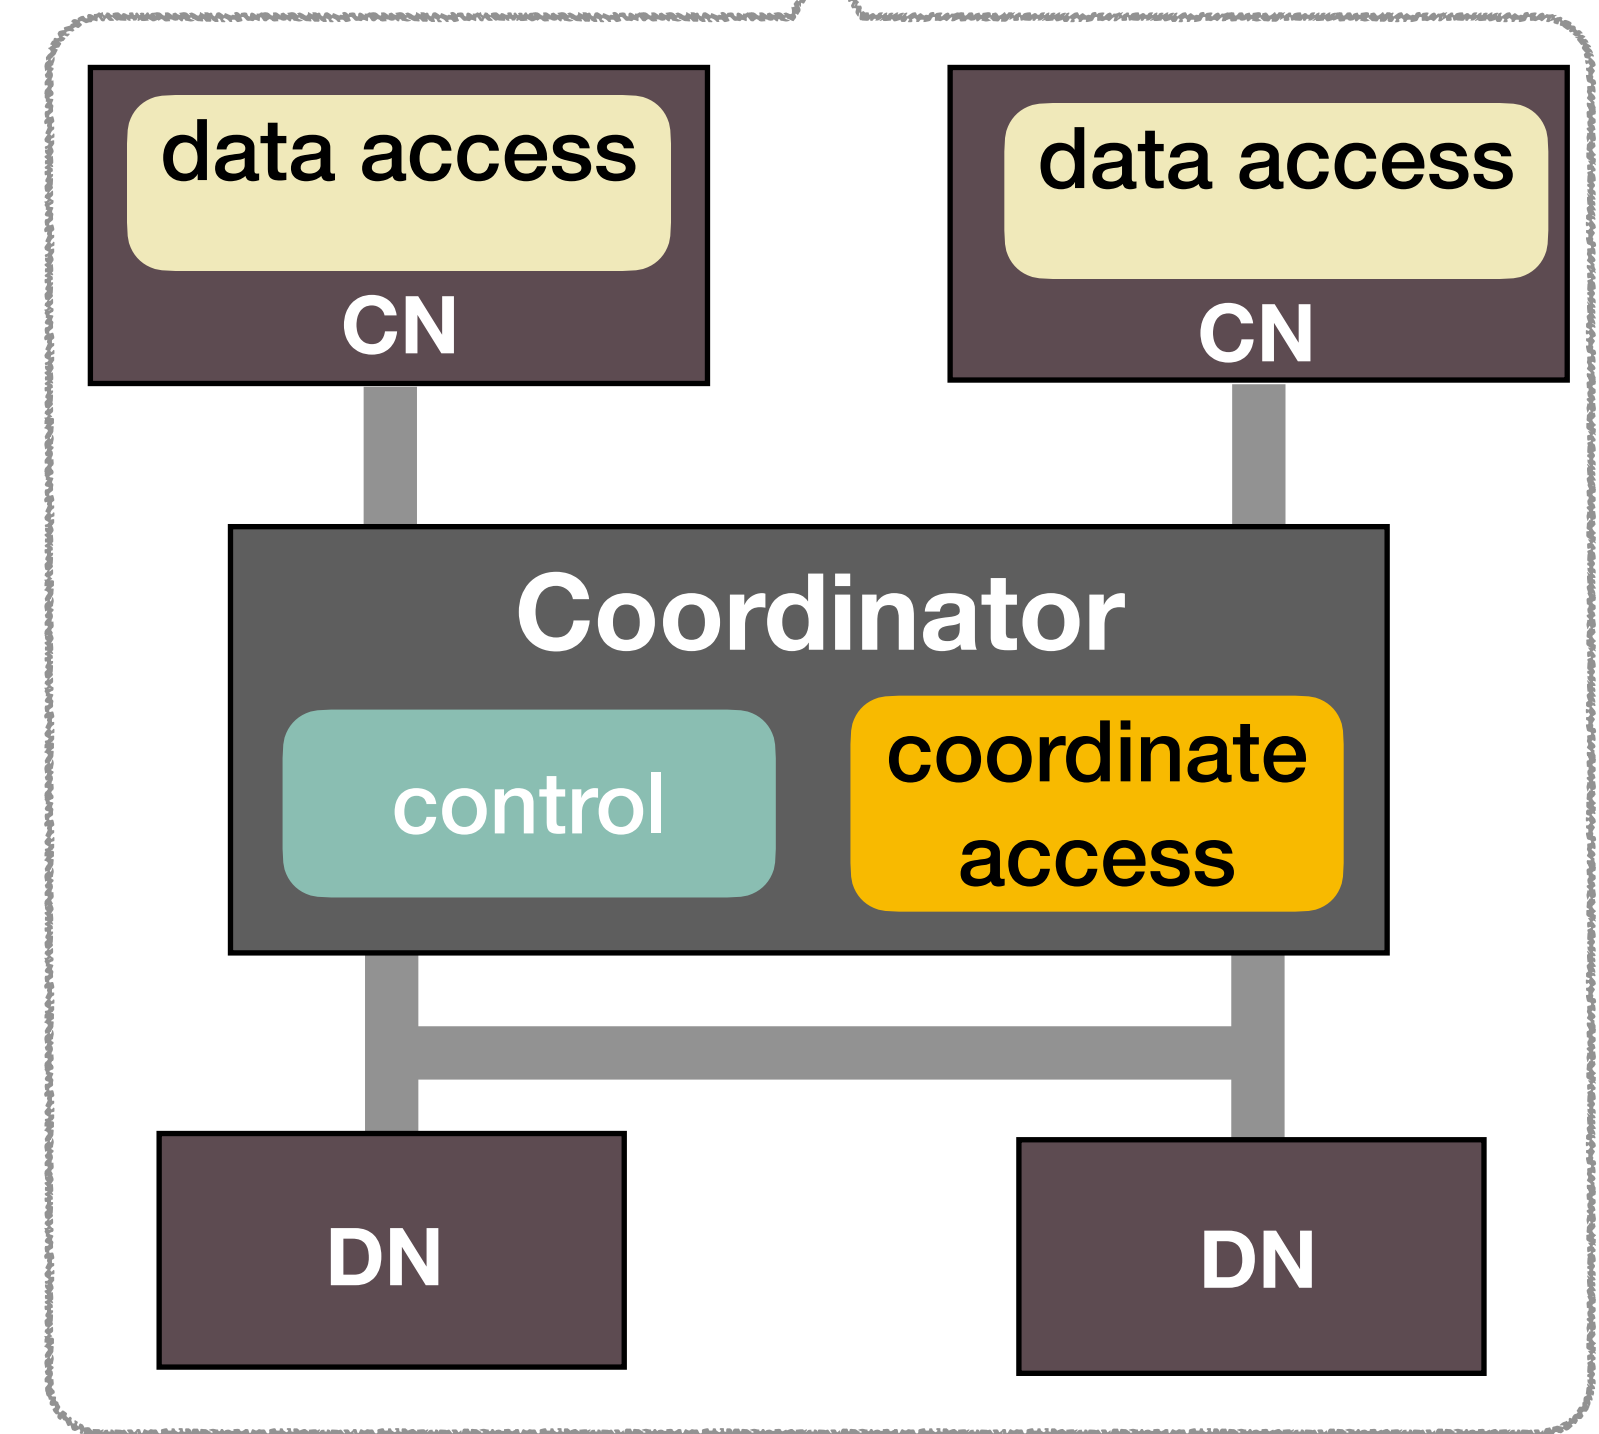 data access
CN
data access
CN
Coordinator
control
coordinate
access
DN
DN